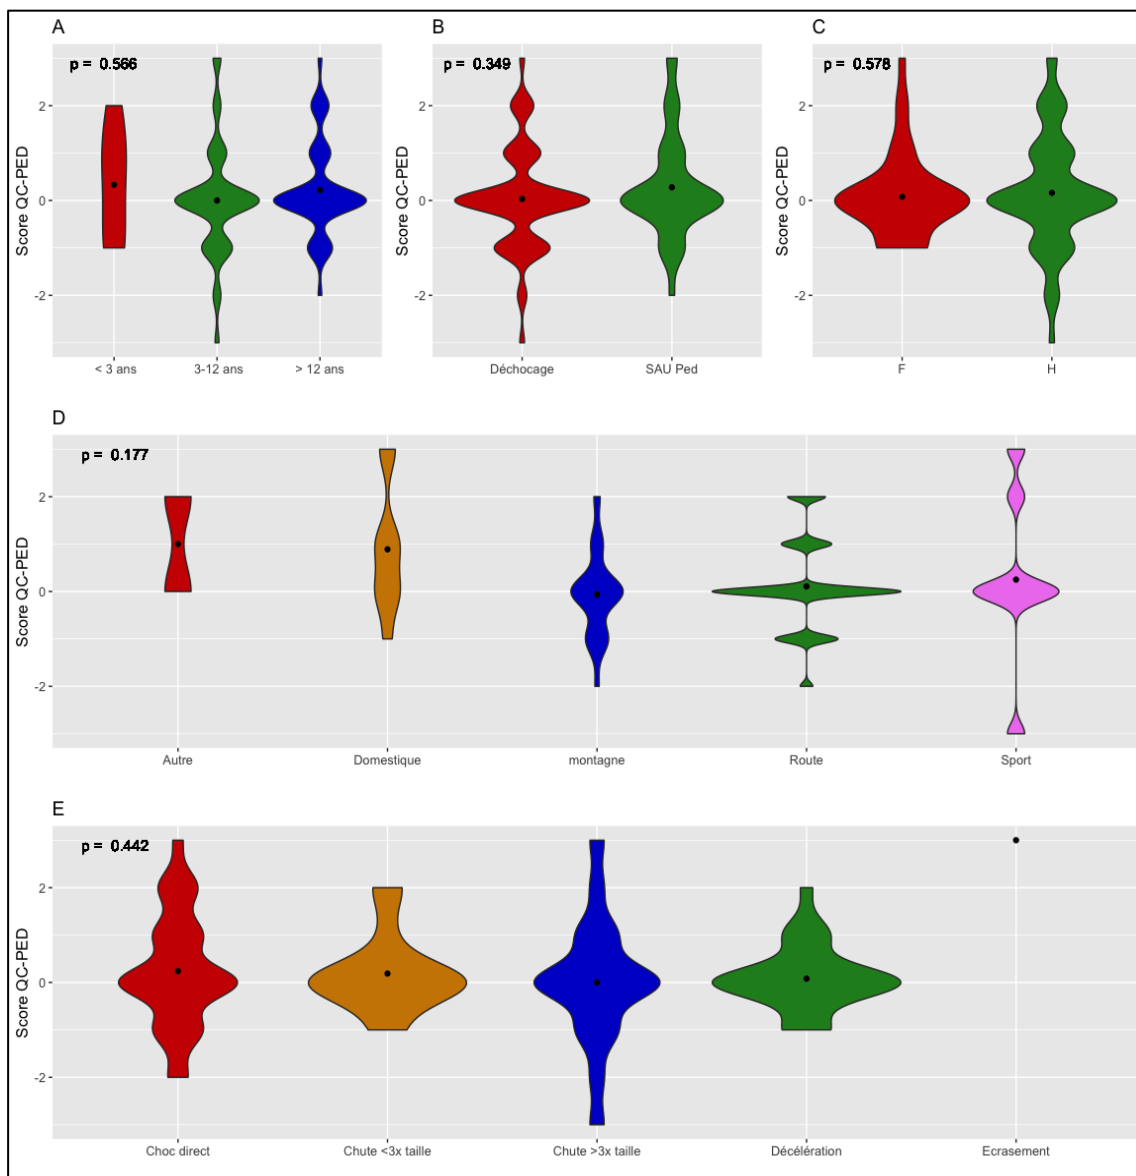 A
p = 0.566
Score QC-PED
2
0
-2
< 3 ans
3-12 ans
> 12 ans
B
p = 0.349
Score QC-PED
2
0
-2
Déchocage
SAU Ped
C
p = 0.578
Score QC-PED
2
0
-2
F
H
D
p = 0.177
Score QC-PED
2
0
-2
Autre
Domestique
montagne
Route
Sport
E
p = 0.442
Score QC-PED
2
0
-2
Choc direct
Chute <3x taille
Chute >3x taille
Décélération
Ecrasement